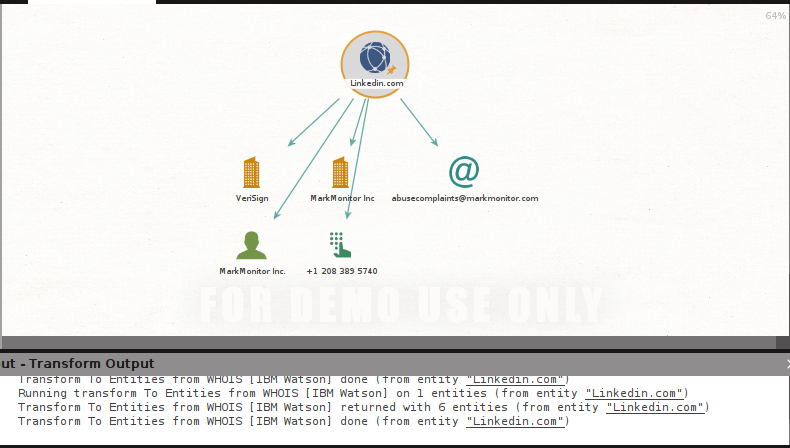 64%
Linkedin.com
VeriSign
MarkMonitor Inc
abusecomplaints@markmonitor.com
MarkMonitor Inc.
+1 208 389 5740
FOR DEMO USE ONLY
ut - Transform Output
Transform To Entities from WHOIS [IBM Watson] done (from entity "Linkedin.com")
Running transform To Entities from WHOIS [IBM Watson] on 1 entities (from entity "Linkedin.com")
Transform To Entities from WHOIS [IBM Watson] returned with 6 entities (from entity "Linkedin.com")
Transform To Entities from WHOIS [IBM Watson] done (from entity "Linkedin.com")